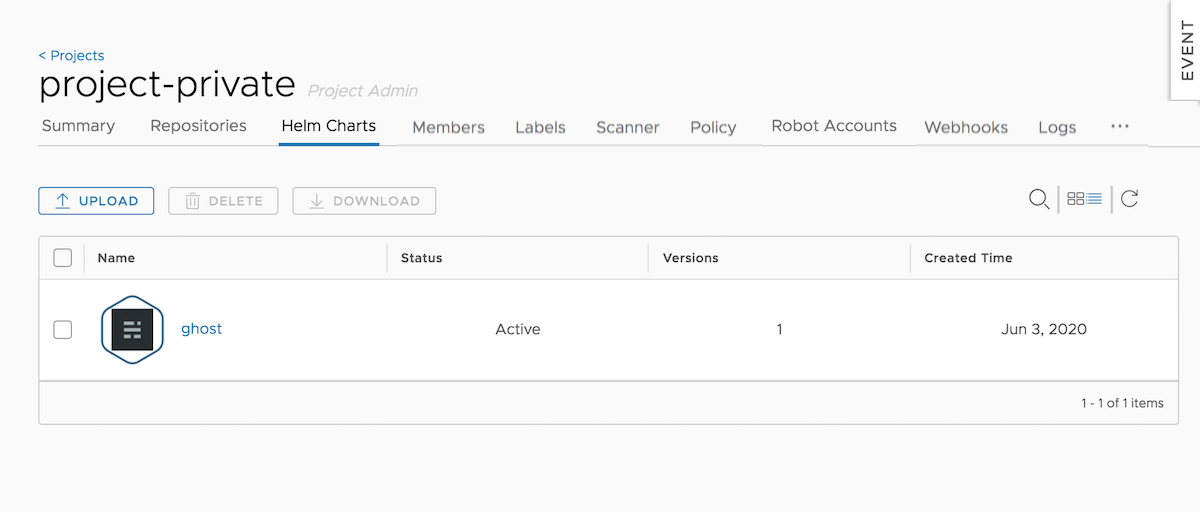 EVENT
< Projects
project-private Project Admin
Summary Repositories Helm Charts Members Labels Scanner Policy Robot Accounts Webhooks Logs ...
UPLOAD DELETE DOWNLOAD
Name Status Versions Created Time
ghost Active 1 Jun 3, 2020
1 - 1 of 1 items